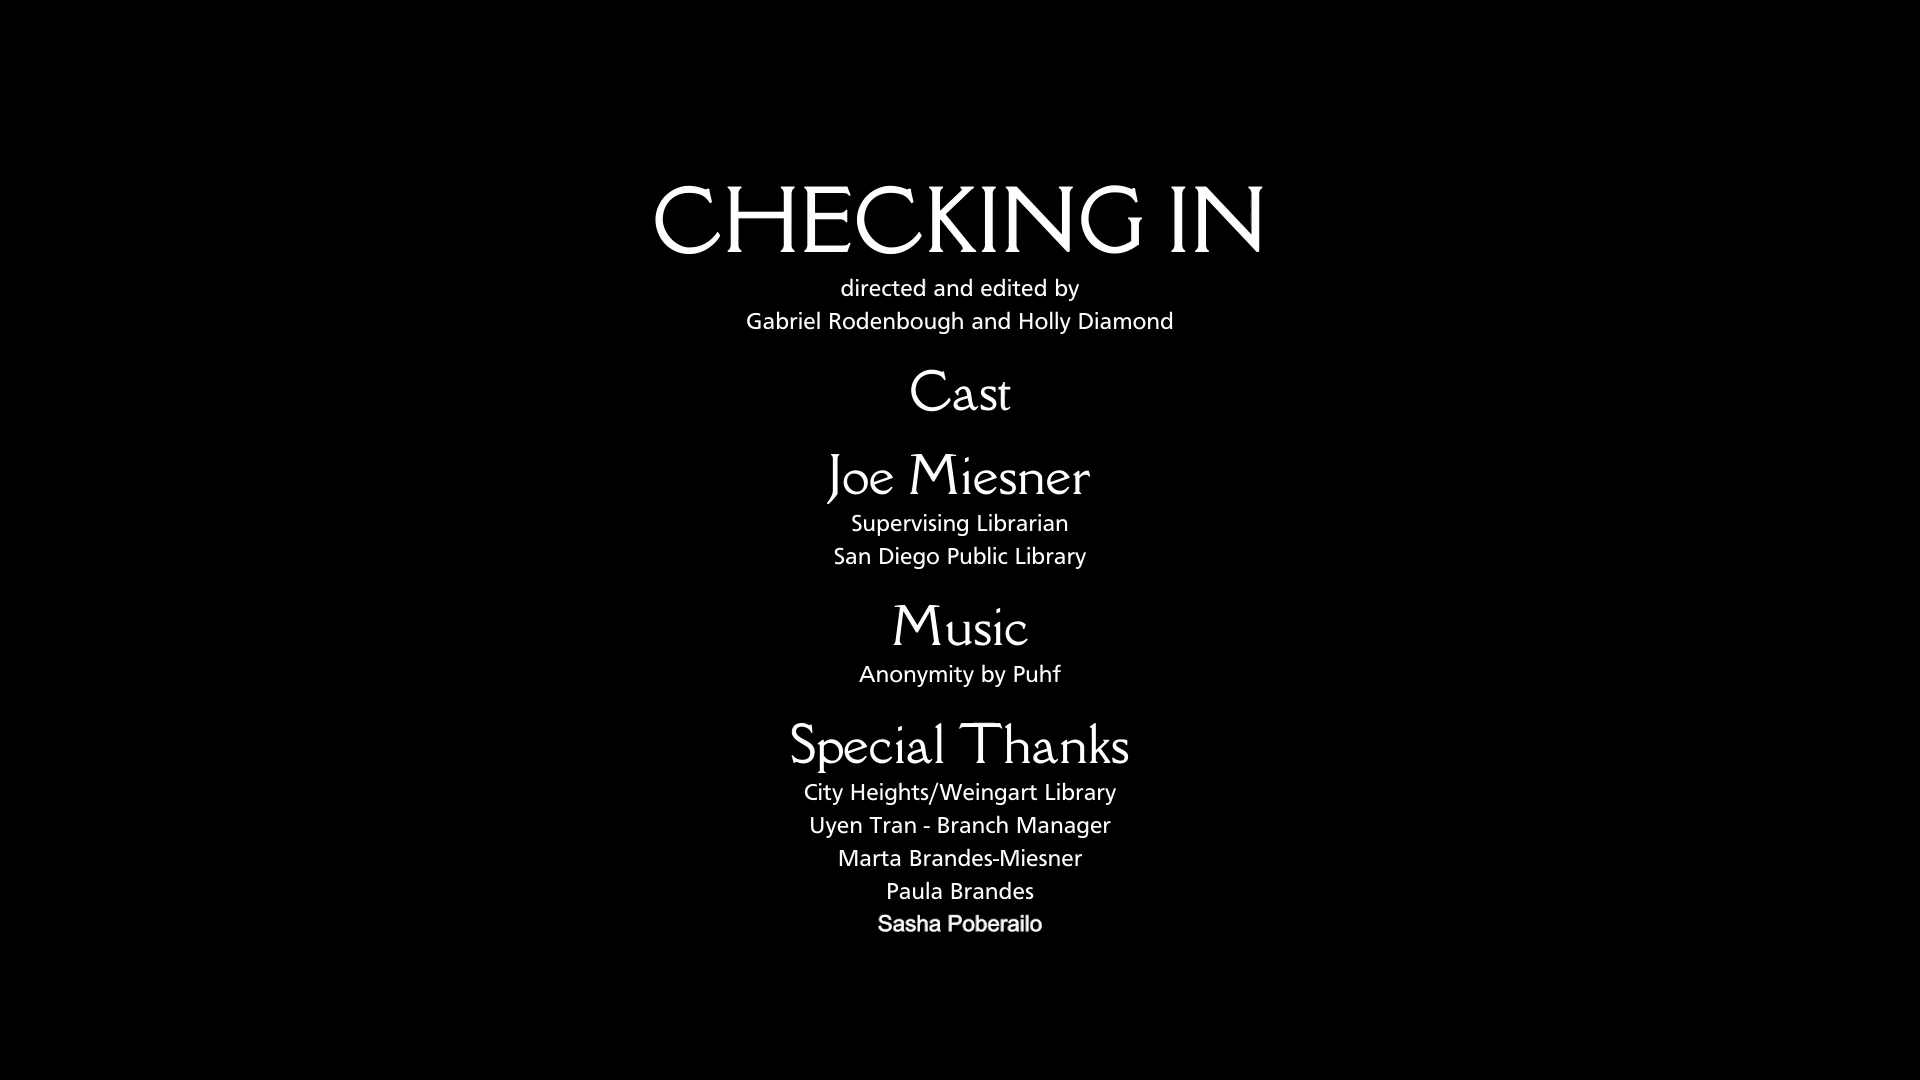 CHECKING IN
directed and edited by
Gabriel Rodenbough and Holly Diamond
Cast
Joe Miesner
Supervising Librarian
San Diego Public Library
Music
Anonymity by Puhf
Special Thanks
City Heights/Weingart Library
Uyen Tran - Branch Manager
Marta Brandes-Miesner
Paula Brandes
Sasha Poberailo